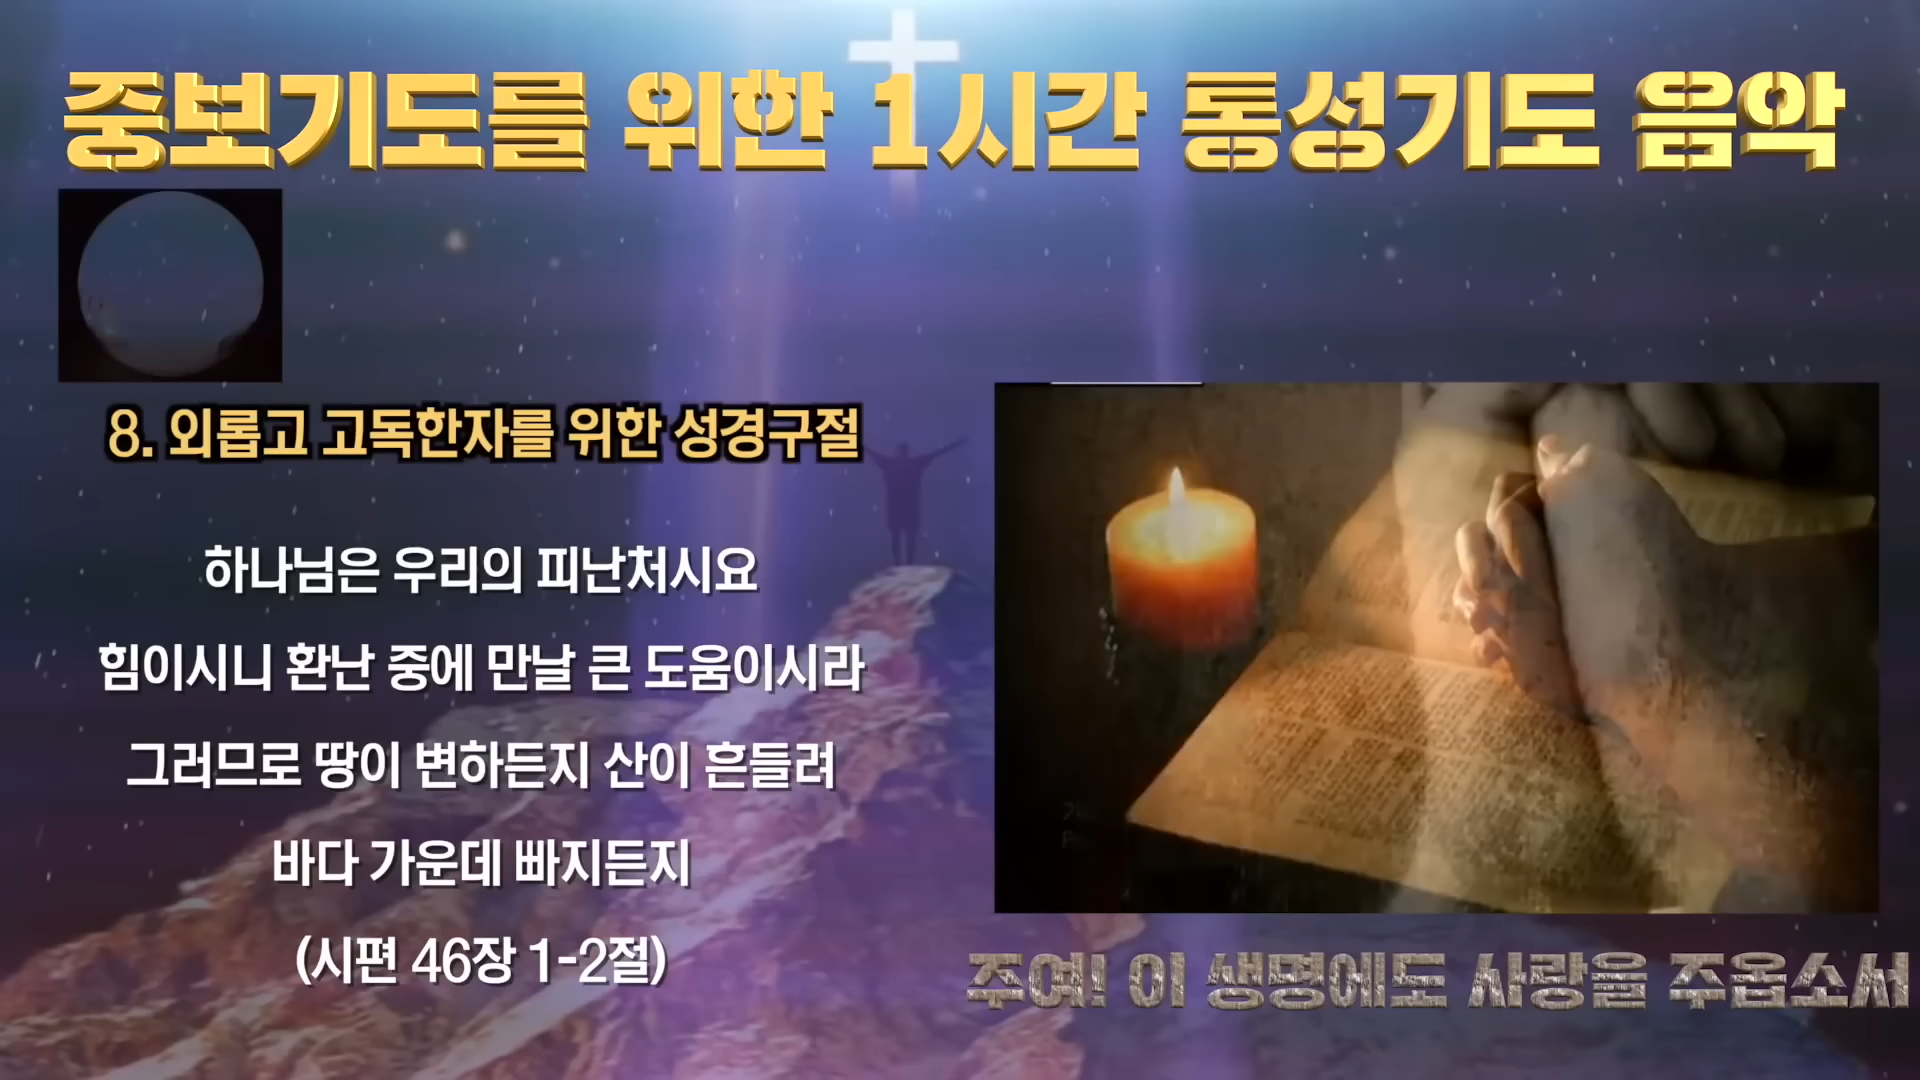 중보기도를 위한 1시간 통성기도 음악
8. 외롭고 고독한자를 위한 성경구절
하나님은 우리의 피난처시요
힘이시니 환난 중에 만날 큰 도움이시라
그러므로 땅이 변하든지 산이 흔들려
바다 가운데 빠지든지
(시편 46장 1-2절)
주여! 이 생명에도 사랑을 주옵소서